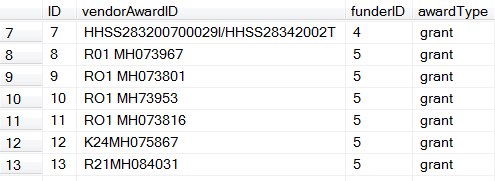 ID vendorAwardID funderID awardType
7 7 HHSS283200700029I/HHSS28342002T 4 grant
8 8 R01 MH073967 5 grant
9 9 RO1 MH073801 5 grant
10 10 RO1 MH73953 5 grant
11 11 RO1 MH073816 5 grant
12 12 K24MH075867 5 grant
13 13 R21MH084031 5 grant